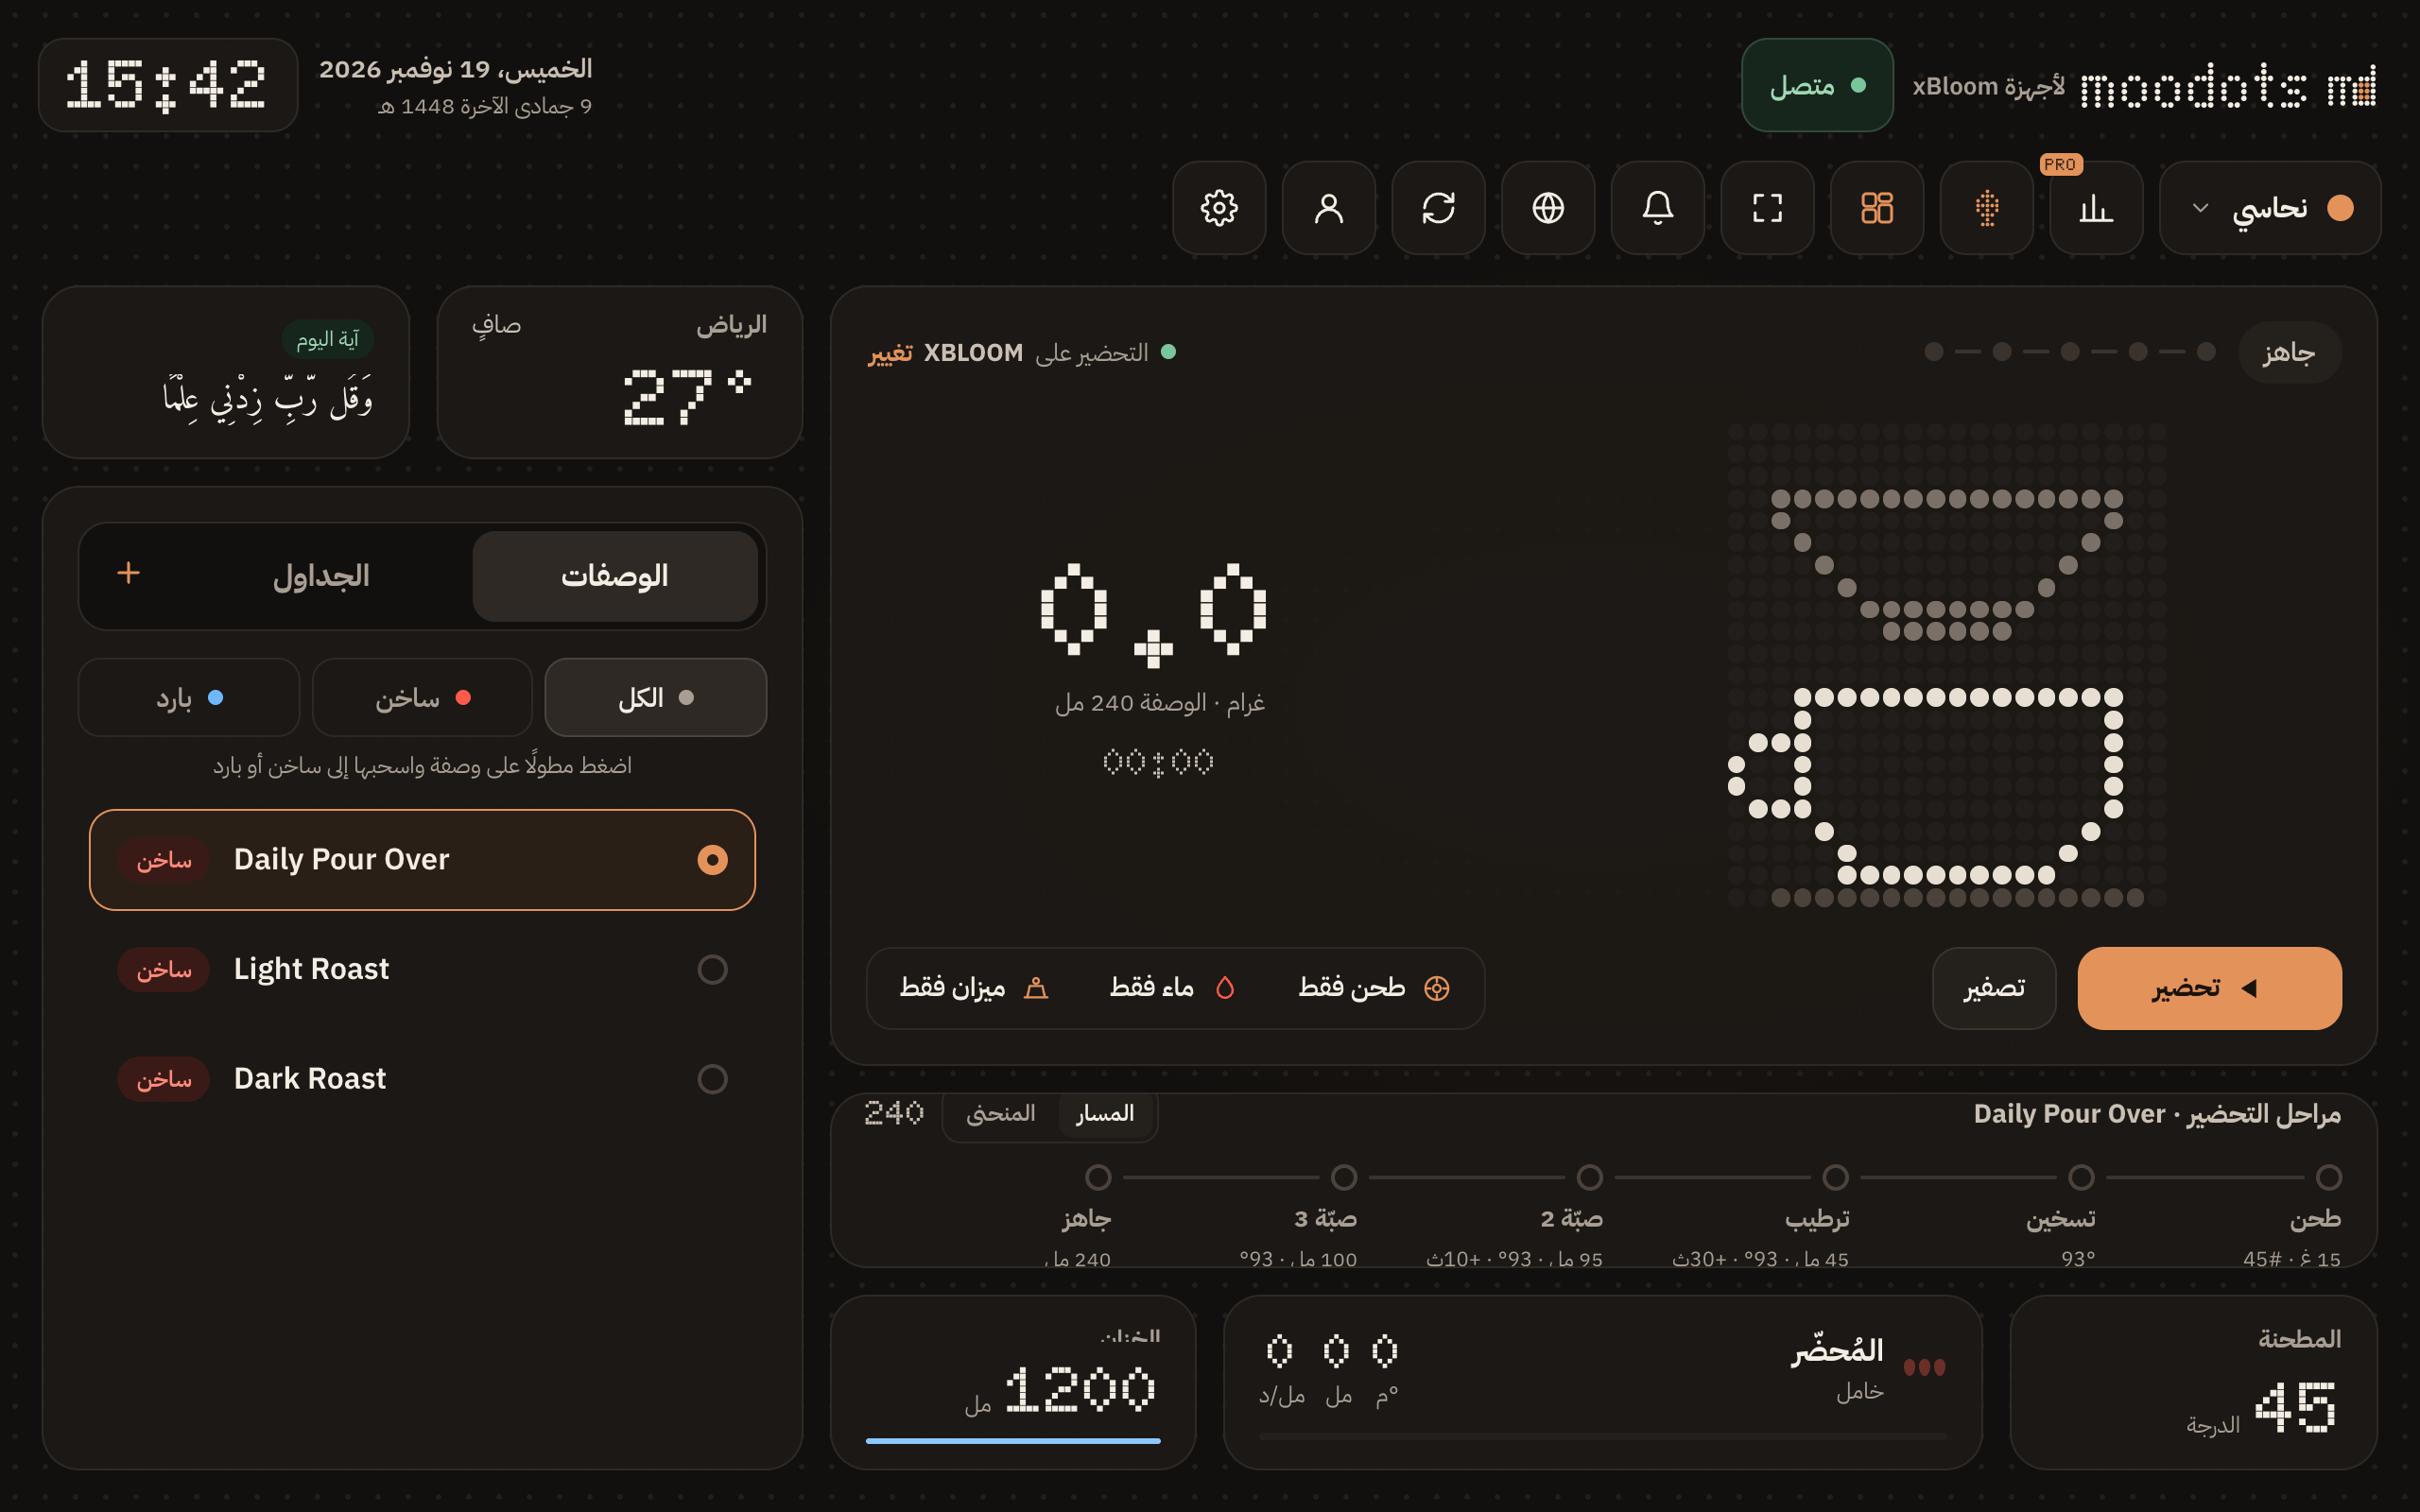 moodots لأجهزة xBloom
متصل
الخميس، 19 نوفمبر 2026
9 جمادى الآخرة 1448 هـ
15:42
نحاسي
PRO
جاهز
التحضير على XBLOOM تغيير
0.0
غرام · الوصفة 240 مل
00:00
تحضير
تصفير
طحن فقط
ماء فقط
ميزان فقط
مراحل التحضير · Daily Pour Over
المسار
المنحنى
240
طحن
15 غ · #45
تسخين
93°
ترطيب
45 مل · 93° · +30ث
صبّة 2
95 مل · 93° · +10ث
صبّة 3
100 مل · 93°
جاهز
240 مل
المطحنة
45 الدرجة
المُحضّر
خامل
0 °م
0 مل
0 مل/د
الخزان
1200 مل
الرياض
صافٍ
27°
آية اليوم
وَقُل رَّبِّ زِدْنِي عِلْمًا
الوصفات
الجداول
+
الكل
ساخن
بارد
اضغط مطولًا على وصفة واسحبها إلى ساخن أو بارد
Daily Pour Over ساخن
Light Roast ساخن
Dark Roast ساخن